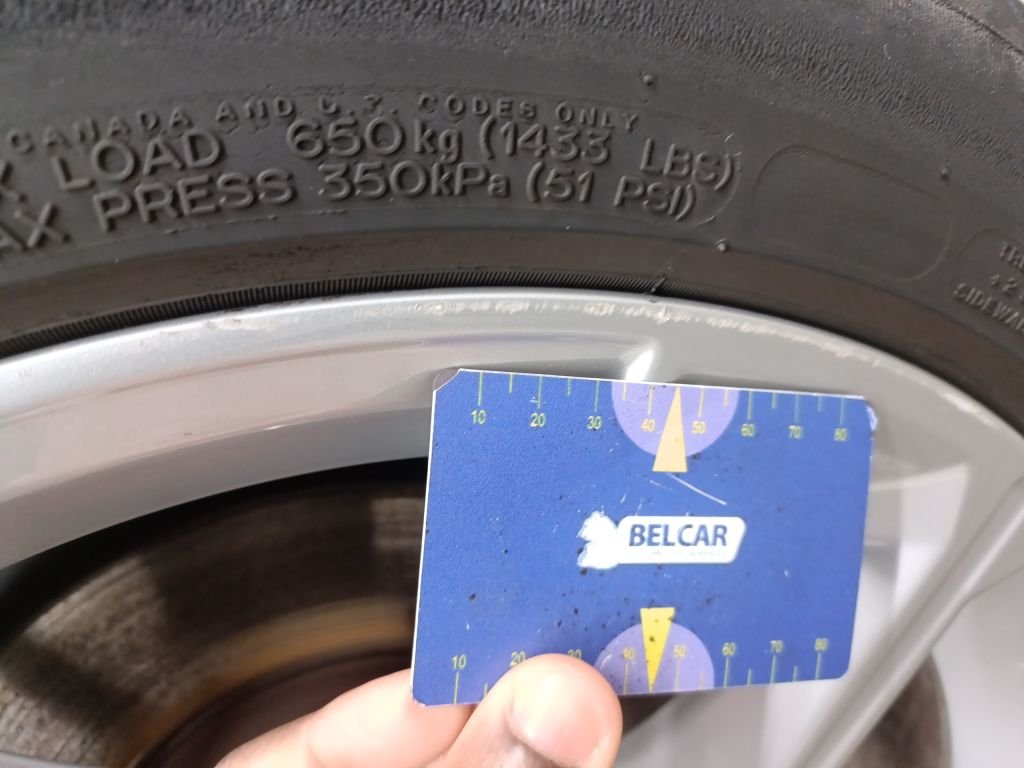 CANADA AND U.S. CODES ONLY
LOAD 650kg (1433 LBS)
PRESS 350kPa (51 PSI)
10 20 30 40 50 60 70 80
BELCAR
10 20 30 40 50 60 70 80